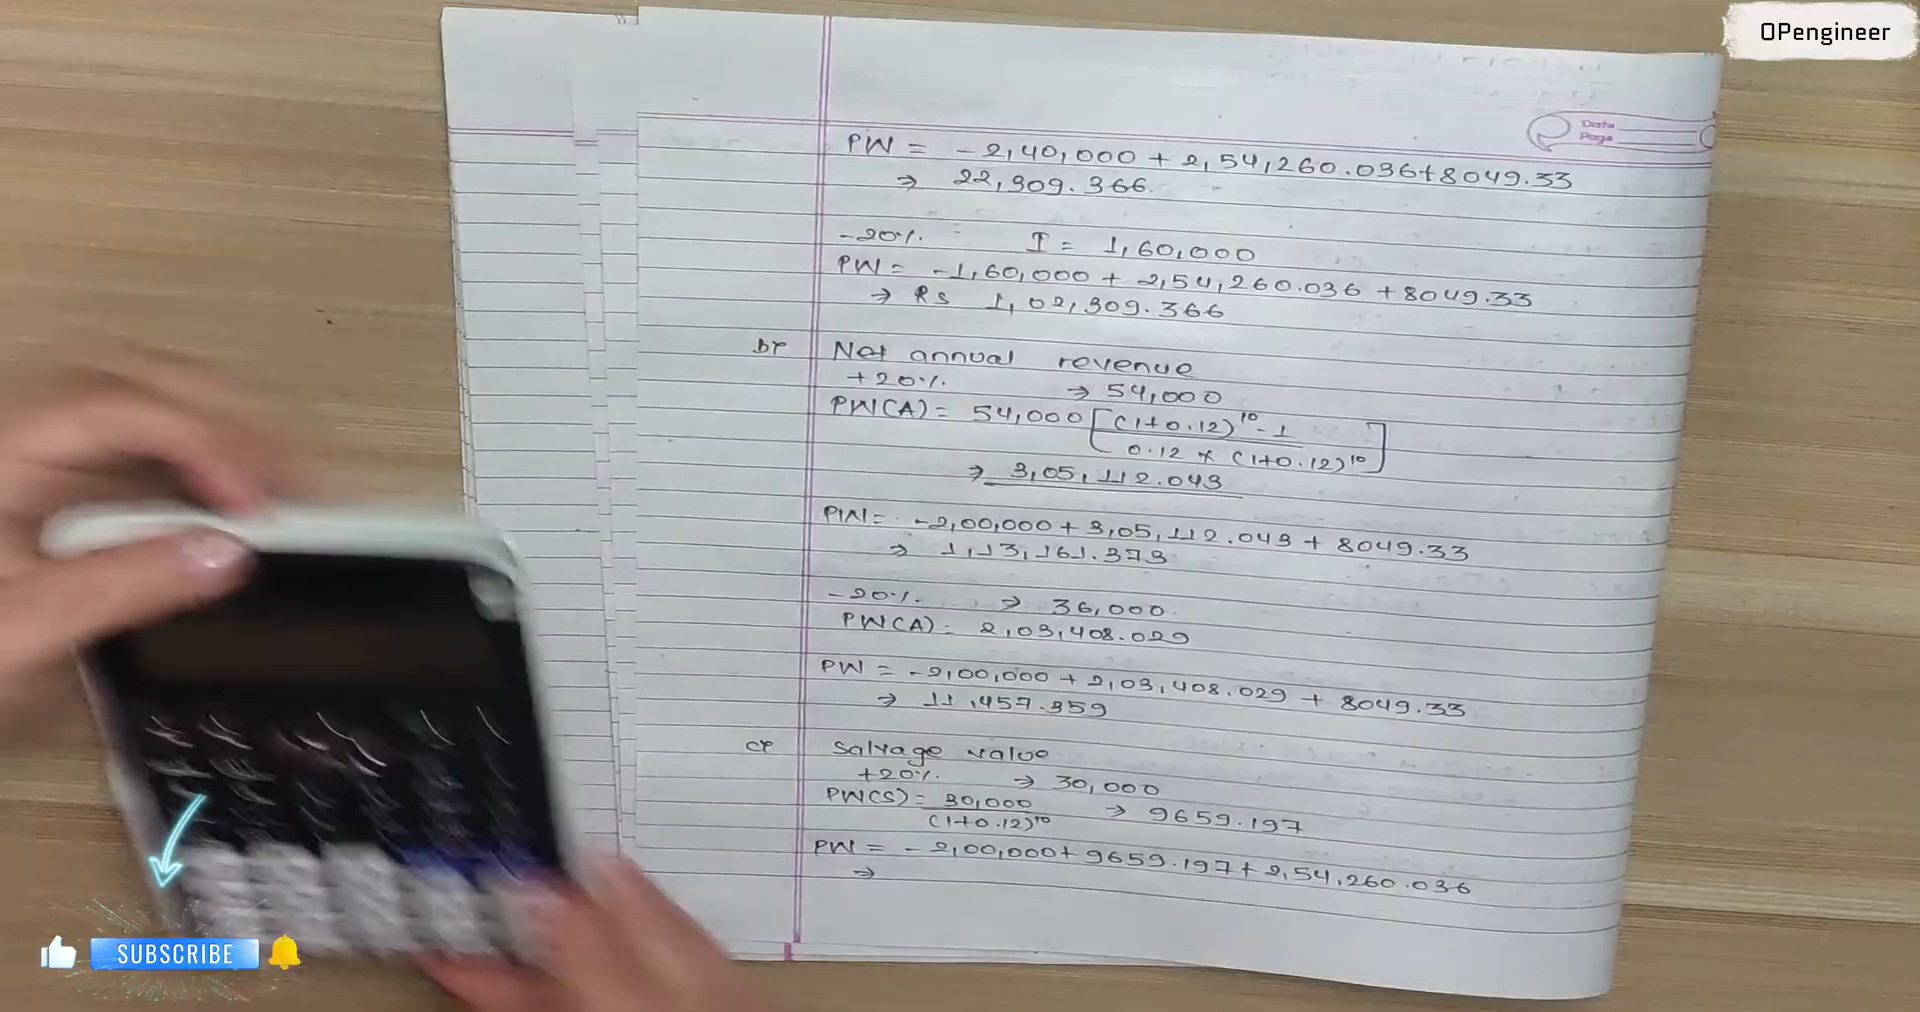 OPengineer
Date
Page
PW = -2,40,000 + 2,54,260.036+8049.33
⇒ 22,309.366
-20%. I = 1,60,000
PW = -1,60,000 + 2,54,260.036 +8049.33
⇒ RS 1,02,309.366
by Net annual revenue
+20%. ⇒ 54,000
PW(A) = 54,000 [(1+0.12)^10 - 1
0.12 × (1+0.12)^10]
⇒ 3,05,112.043
PW = -2,00,000 + 3,05,112.043 + 8049.33
⇒ 1,13,161.373
-20%. ⇒ 36,000
PW(A) = 2,03,408.029
PW = -2,00,000 + 2,03,408.029 + 8049.33
⇒ 11,457.359
cy salvage value
+20%. ⇒ 30,000
PW(S) = 30,000 ⇒ 9659.197
(1+0.12)^10
PW = -2,00,000+ 9659.197+ 2,54,260.036
⇒
SUBSCRIBE